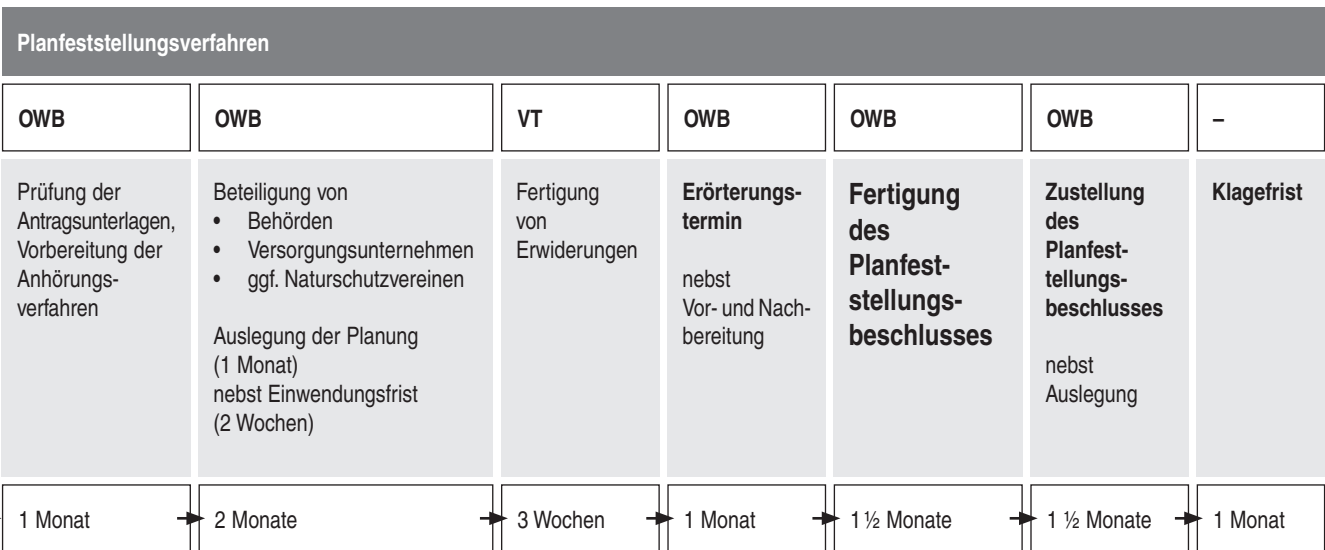 Planfeststellungsverfahren
OWB
OWB
VT
OWB
OWB
OWB
–
Prüfung der
Antragsunterlagen,
Vorbereitung der
Anhörungs-
verfahren
Beteiligung von
• Behörden
• Versorgungsunternehmen
• ggf. Naturschutzvereinen
Auslegung der Planung
(1 Monat)
nebst Einwendungsfrist
(2 Wochen)
Fertigung
von
Erwiderungen
Erörterungs-
termin
nebst
Vor- und Nach-
bereitung
Fertigung
des
Planfest-
stellungs-
beschlusses
Zustellung
des
Planfest-
tellungs-
beschlusses
nebst
Auslegung
Klagefrist
1 Monat
2 Monate
3 Wochen
1 Monat
1½ Monate
1 ½ Monate
1 Monat